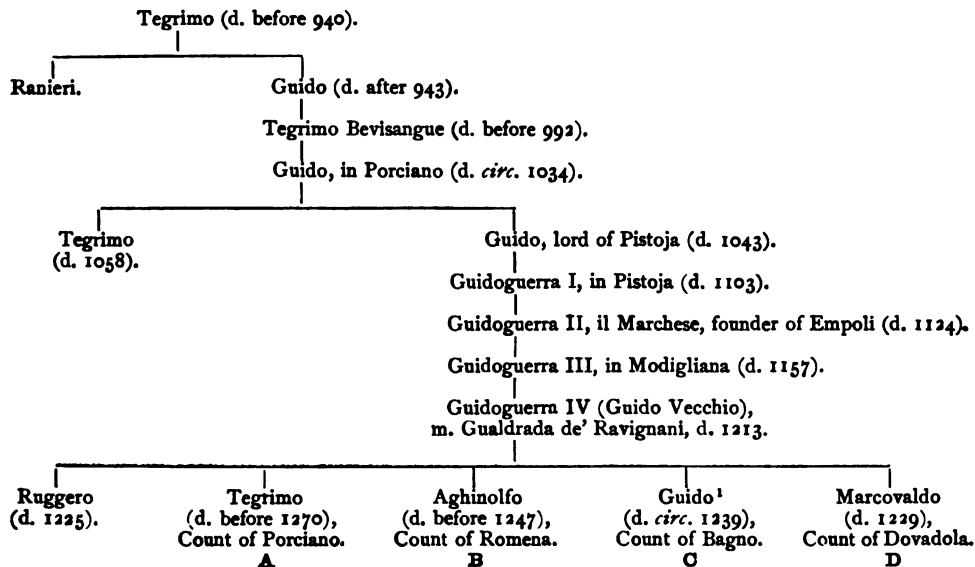 Tegrimo (d. before 940).
Ranieri. Guido (d. after 943).
Tegrimo Bevisangue (d. before 992).
Guido, in Porciano (d. circ. 1034).
Tegrimo Guido, lord of Pistoja (d. 1043).
(d. 1058).
Guidoguerra I, in Pistoja (d. 1103).
Guidoguerra II, il Marchese, founder of Empoli (d. 1124).
Guidoguerra III, in Modigliana (d. 1157).
Guidoguerra IV (Guido Vecchio),
m. Gualdrada de' Ravignani, d. 1213.
Ruggero Tegrimo Aghinolfo Guido¹ Marcovaldo
(d. 1225). (d. before 1270), (d. before 1247), (d. circ. 1239), (d. 1229),
Count of Porciano. Count of Romena. Count of Bagno. Count of Dovadola.
A B C D